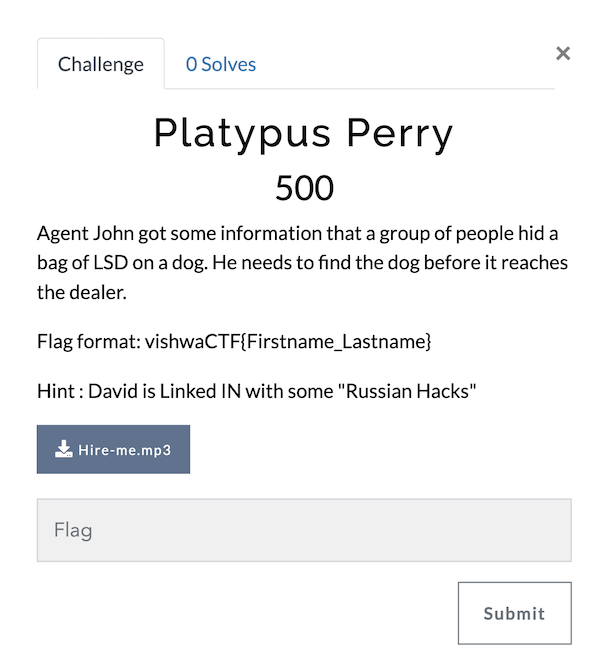 Challenge
0 Solves
×
Platypus Perry
500
Agent John got some information that a group of people hid a
bag of LSD on a dog. He needs to find the dog before it reaches
the dealer.
Flag format: vishwaCTF{Firstname_Lastname}
Hint : David is Linked IN with some "Russian Hacks"
Hire-me.mp3
Flag
Submit